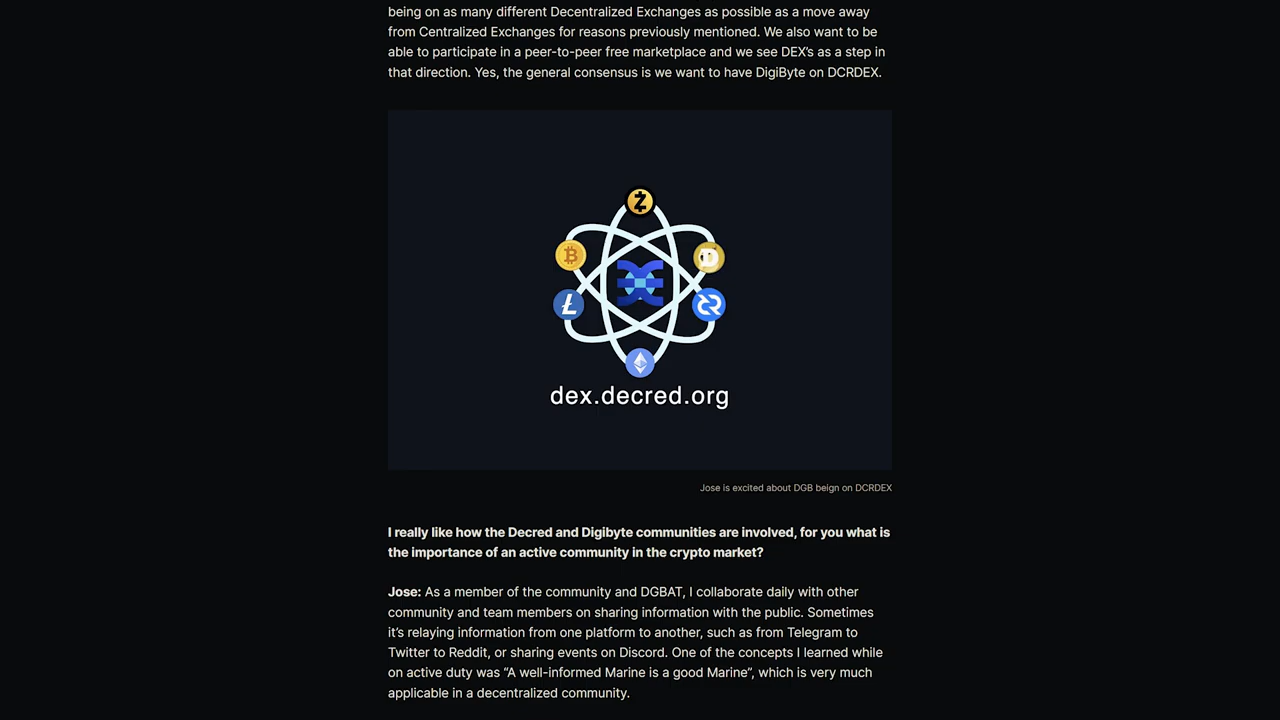 being on as many different Decentralized Exchanges as possible as a move away
from Centralized Exchanges for reasons previously mentioned. We also want to be
able to participate in a peer-to-peer free marketplace and we see DEX’s as a step in
that direction. Yes, the general consensus is we want to have DigiByte on DCRDEX.
dex.decred.org
Jose is excited about DGB beign on DCRDEX
I really like how the Decred and Digibyte communities are involved, for you what is
the importance of an active community in the crypto market?
Jose: As a member of the community and DGBAT, I collaborate daily with other
community and team members on sharing information with the public. Sometimes
it’s relaying information from one platform to another, such as from Telegram to
Twitter to Reddit, or sharing events on Discord. One of the concepts I learned while
on active duty was “A well-informed Marine is a good Marine”, which is very much
applicable in a decentralized community.